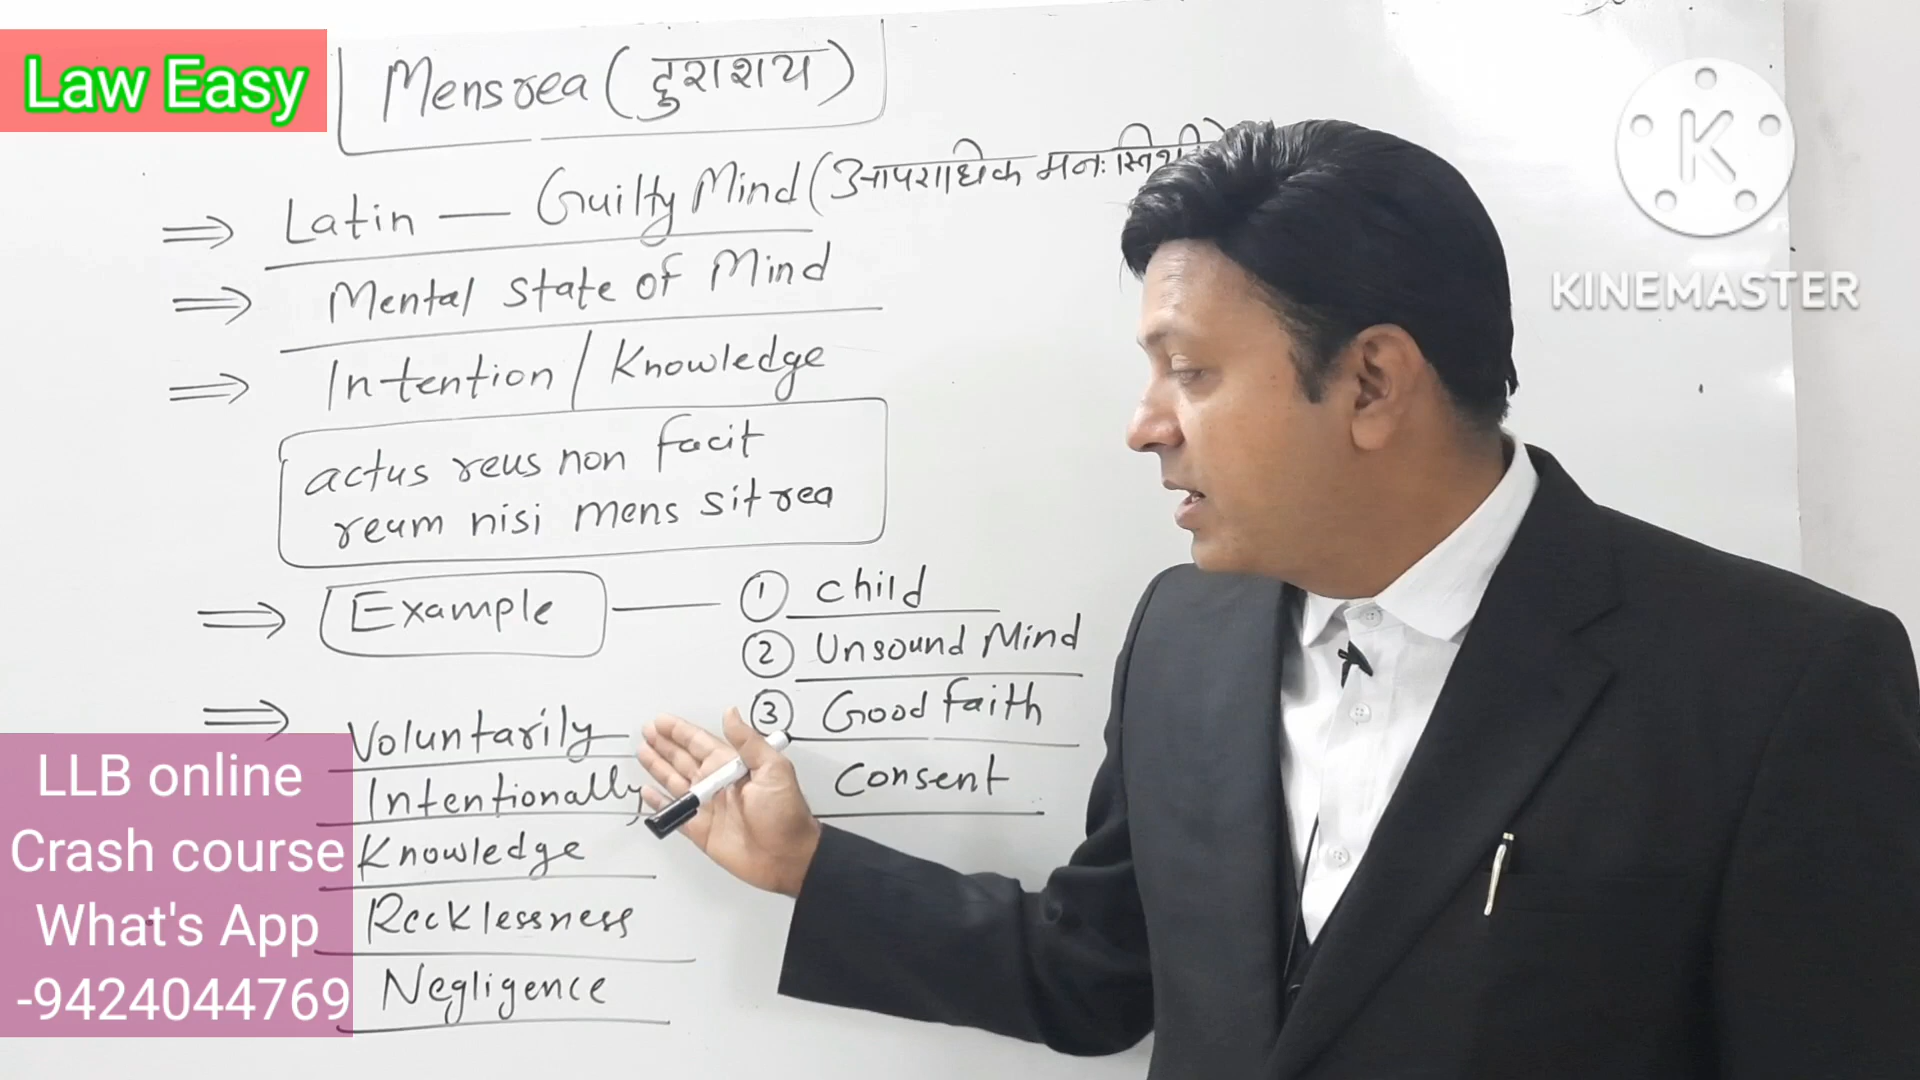 Law Easy
Mensrea (दुराशय)
K
KINEMASTER
⇒ Latin — Guilty Mind (आपराधिक मनः
⇒ Mental State of Mind
⇒ Intention / Knowledge
actus reus non facit
reum nisi mens sit rea
⇒ Example — ① child
② Unsound Mind
③ Good faith
Consent
⇒ Voluntarily
Intentionally
Knowledge
Recklessness
Negligence
LLB online
Crash course
What's App
-9424044769